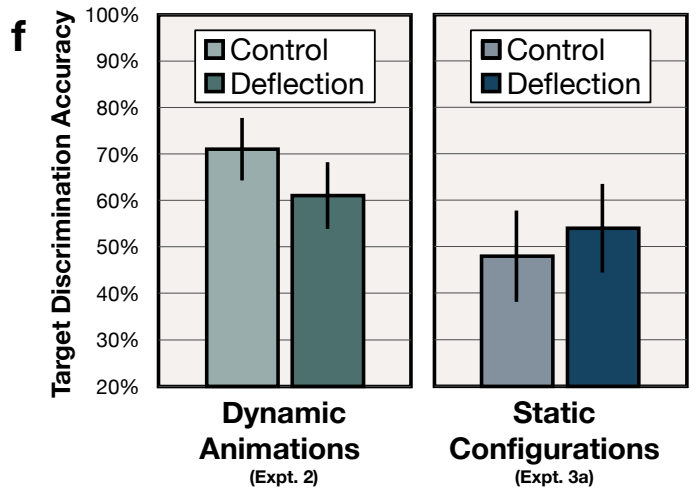 f
Target Discrimination Accuracy
100%
90%
80%
70%
60%
50%
40%
30%
20%
Control
Deflection
Control
Deflection
Dynamic
Animations
(Expt. 2)
Static
Configurations
(Expt. 3a)